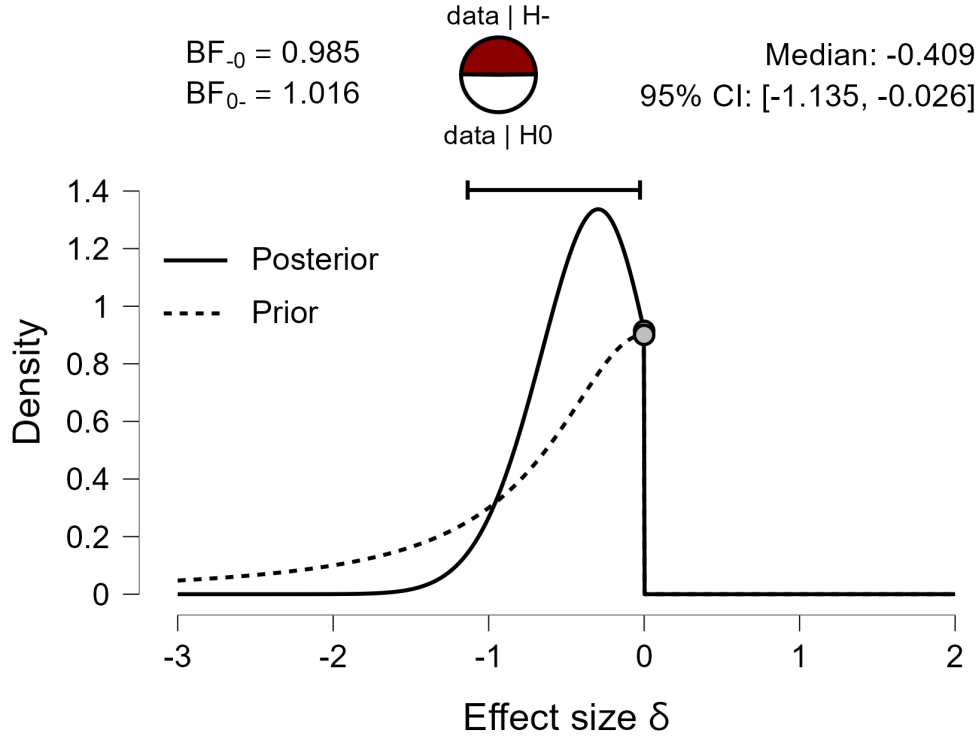 data | H-
BF-0 = 0.985
BF0- = 1.016
Median: -0.409
95% CI: [-1.135, -0.026]
data | H0
1.4
1.2
1
0.8
0.6
0.4
0.2
0
Density
Posterior
Prior
-3
-2
-1
0
1
2
Effect size δ